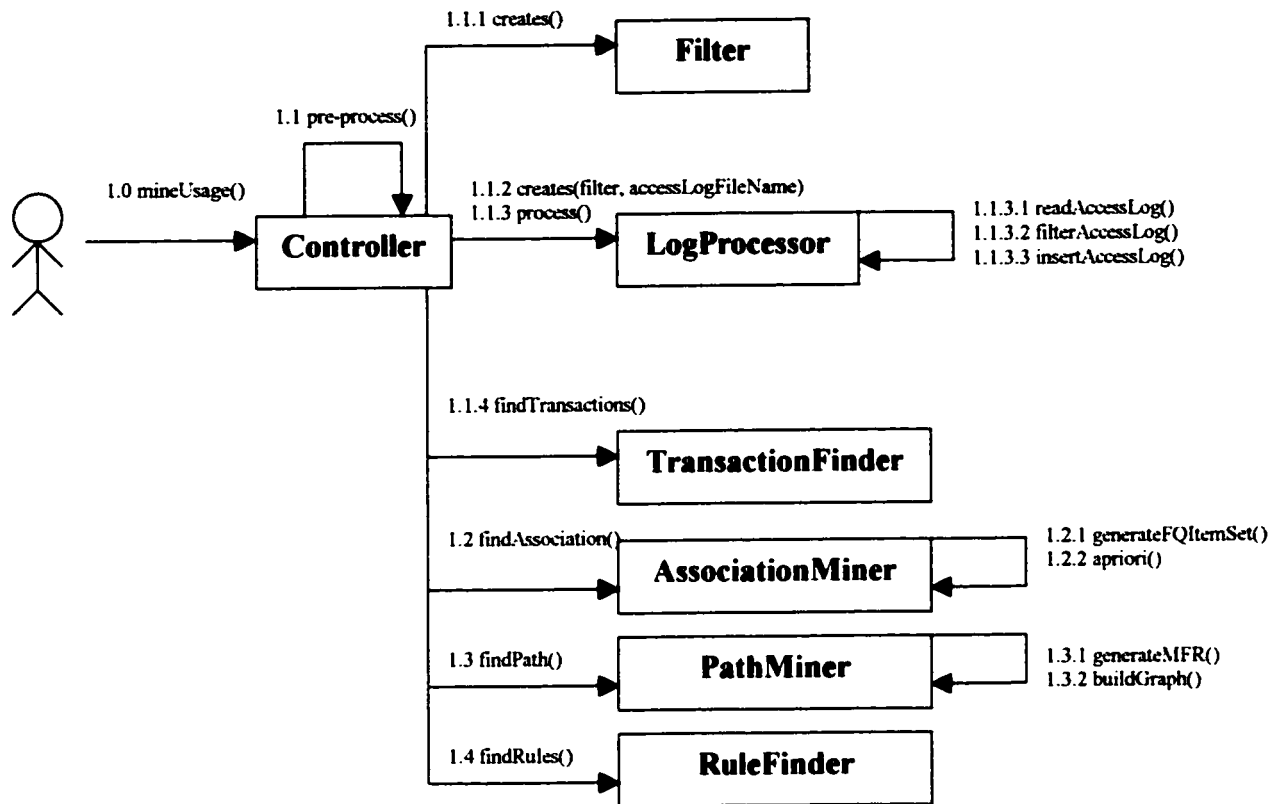 1.1.1 creates()
Filter
1.1 pre-process()
1.0 mineUsage()
1.1.2 creates(filter, accessLogFileName)
1.1.3 process()
Controller
LogProcessor
1.1.3.1 readAccessLog()
1.1.3.2 filterAccessLog()
1.1.3.3 insertAccessLog()
1.1.4 findTransactions()
TransactionFinder
1.2 findAssociation()
AssociationMiner
1.2.1 generateFQItemSet()
1.2.2 apriori()
1.3 findPath()
PathMiner
1.3.1 generateMFR()
1.3.2 buildGraph()
1.4 findRules()
RuleFinder